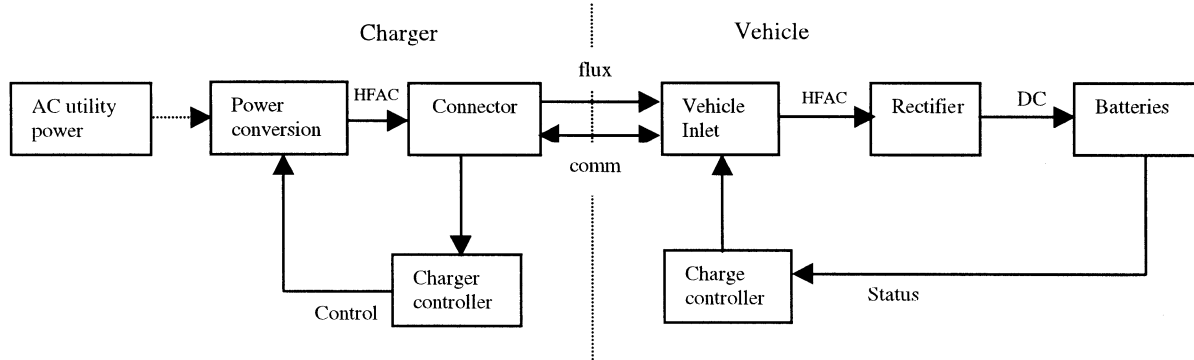 Charger
Vehicle
flux
AC utility
power
Power
conversion
HFAC
Connector
Vehicle
Inlet
HFAC
Rectifier
DC
Batteries
comm
Charger
controller
Control
Charge
controller
Status